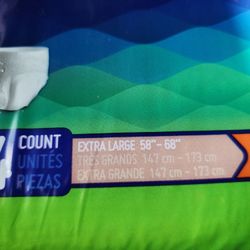 COUNT
UNITÉS
PIEZAS
EXTRA LARGE 58"- 68"
TRÈS GRANDS 147 cm - 173 cm
EXTRA GRANDE 147 cm - 173 cm